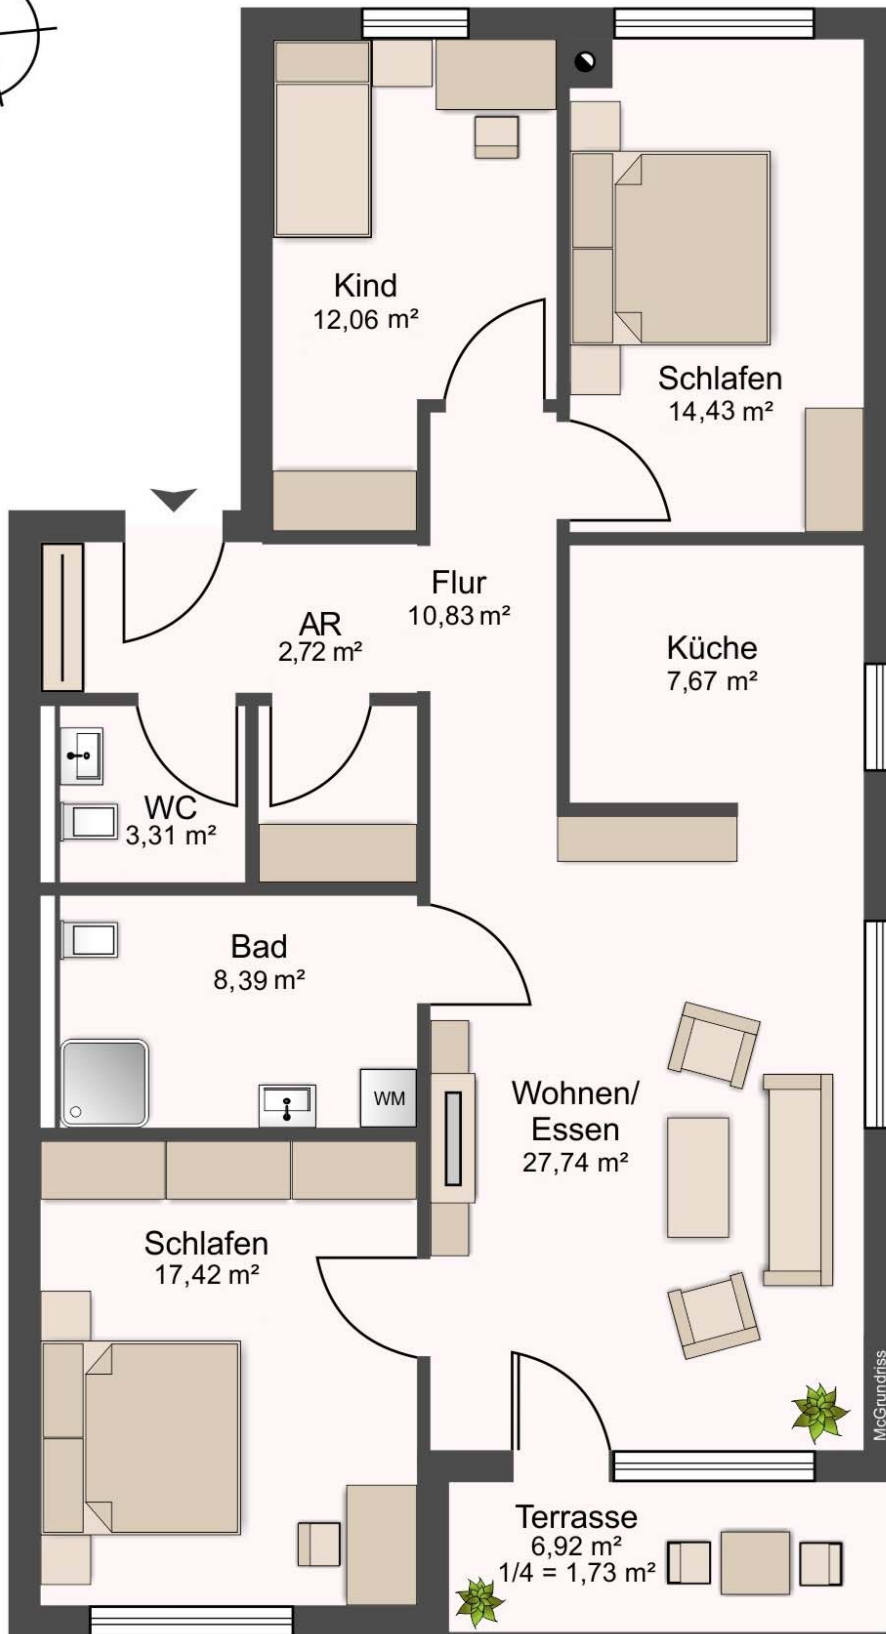 Kind
12,06 m²
Schlafen
14,43 m²
Flur
10,83 m²
AR
2,72 m²
Küche
7,67 m²
WC
3,31 m²
Bad
8,39 m²
WM
Wohnen/
Essen
27,74 m²
Schlafen
17,42 m²
McGrundriss
Terrasse
6,92 m²
1/4 = 1,73 m²